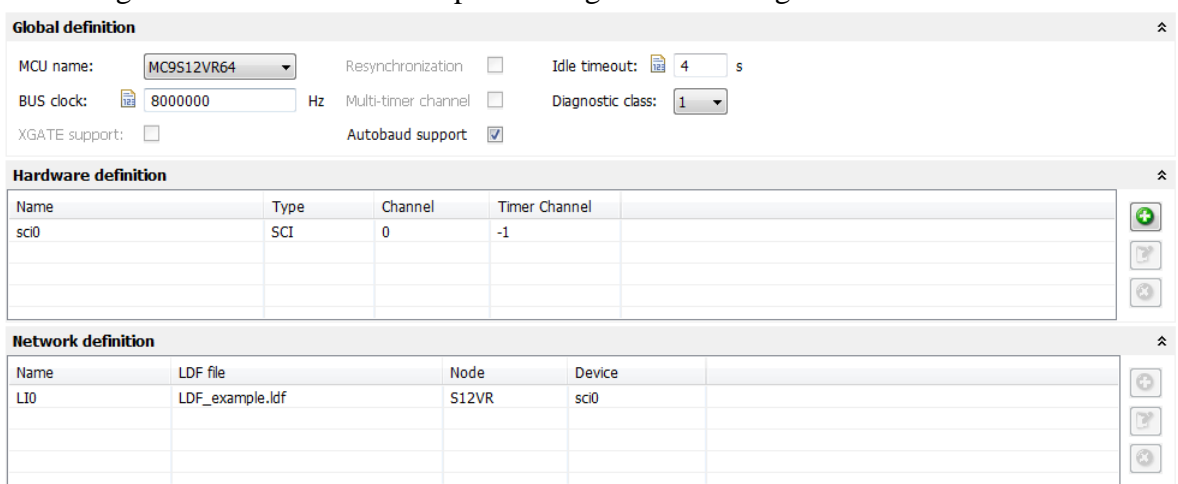 Global definition
MCU name: MC9S12VR64 Resynchronization Idle timeout: 4 s
BUS clock: 8000000 Hz Multi-timer channel Diagnostic class: 1
XGATE support: Autobaud support
Hardware definition
Name Type Channel Timer Channel
sci0 SCI 0 -1
Network definition
Name LDF file Node Device
LI0 LDF_example.ldf S12VR sci0